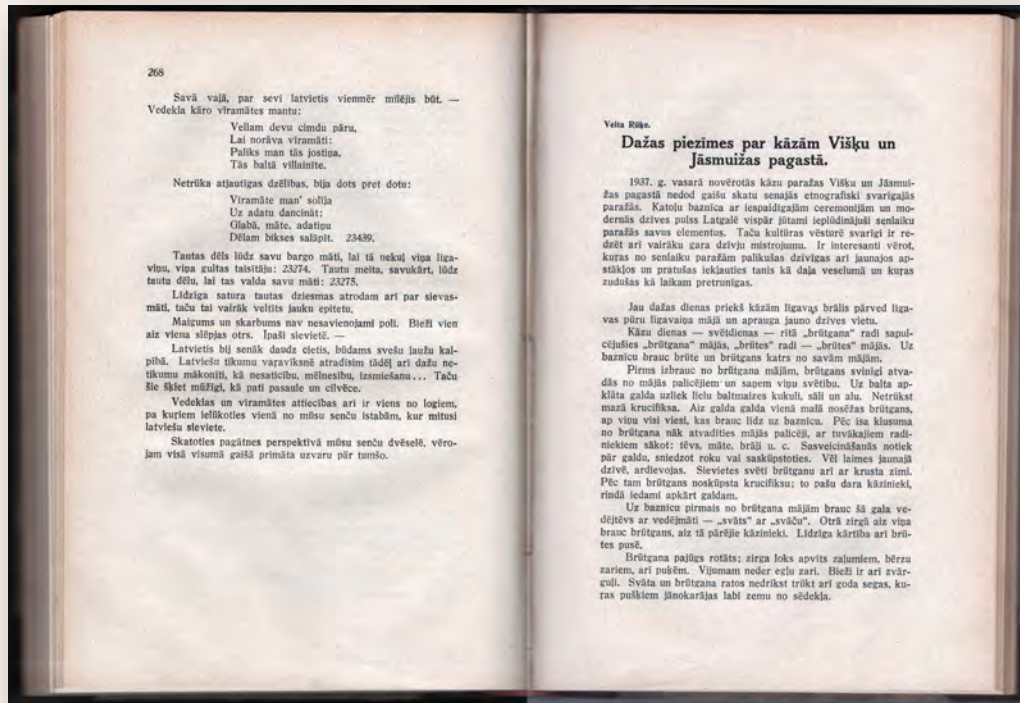 268
Savā vaļā, par sevi latvietis vienmēr mīlējis būt. —
Vedekla kāro vīramātes mantu:
Vellam devu cimdu pāru,
Lai norāva vīramāti:
Paliks man tās jostiņa,
Tās baltā villainīte.
Netrūka atjautīgas dzēlības, bija dots pret dotu:
Vīramāte man' solīja
Uz adatu dancināt:
Glabā, māte, adatiņu
Dēlam bikses salāpīt. 23439.
Tautas dēls lūdz savu bargo māti, lai tā nekuļ viņa līga-
viņu, viņa gultas taisītāju: 23274. Tautu meita, savukārt, lūdz
tautu dēlu, lai tas valda savu māti: 23275.
Līdzīga satura tautas dziesmas atrodam arī par sievas-
māti, taču tai vairāk veltīts jauku epitetu.
Maigums un skarbums nav nesavienojami poli. Bieži vien
aiz viena slēpjas otrs. Īpaši sievietē. —
Latvietis bij senāk daudz cietis, būdams svešu ļaužu kal-
pībā. Latviešu tikumu varavīksnē atradīsim tādēļ arī dažu ne-
tikumu mākonīti, kā nesaticību, mēlnesību, izsmiešanu... Taču
šie šķiet mūžīgi, kā pati pasaule un cilvēce.
Vedeklas un vīramātes attiecības arī ir viens no logiem,
pa kuŗiem ielūkoties vienā no mūsu senču istabām, kur mitusi
latviešu sieviete.
Skatoties pagātnes perspektīvā mūsu senču dvēselē, vēro-
jam visā visumā gaišā primāta uzvaru pār tumšo.
Velta Rūķe.
Dažas piezīmes par kāzām Višķu un
Jāsmuižas pagastā.
1937. g. vasarā novērotās kāzu paražas Višķu un Jāsmui-
žas pagastā nedod gaišu skatu senajās etnografiski svarīgajās
paražās. Katoļu baznīca ar iespaidīgajām ceremonijām un mo-
dernās dzīves pulss Latgalē vispār jūtami ieplūdinājuši senlaiku
paražās savus elementus. Taču kultūras vēsturē svarīgi ir re-
dzēt arī vairāku gara dzīvju mistrojumu. Ir interesanti vērot,
kuŗas no senlaiku paražām palikušas dzīvīgas arī jaunajos ap-
stākļos un pratušas iekļauties tanīs kā daļa veselumā un kuŗas
zudušas kā laikam pretrunīgas.
Jau dažas dienas priekš kāzām līgavas brālis pārved līga-
vas pūru līgavaiņa mājā un aprauga jauno dzīves vietu.
Kāzu dienas — svētdienas — rītā „brūtgana" radi sapul-
cējušies „brūtgana" mājās, „brūtes" radi — „brūtes" mājās. Uz
baznīcu brauc brūte un brūtgans katrs no savām mājām.
Pirms izbrauc no brūtgana mājām, brūtgans svinīgi atva-
dās no mājās palicējiem un saņem viņu svētību. Uz balta ap-
klāta galda uzliek lielu baltmaizes kukuli, sāli un alu. Netrūkst
mazā krucifiksa. Aiz galda galda vienā malā nosēžas brūtgans,
ap viņu visi viesi, kas brauc līdz uz baznīcu. Pēc īsa klusuma
no brūtgana nāk atvadīties mājās palicēji, ar tuvākajiem radi-
niekiem sākot: tēvs, māte, brāļi u. c. Sasveicināšanās notiek
pār galdu, sniedzot roku vai saskūpstoties. Vēl laimes jaunajā
dzīvē, ardievojas. Sievietes svētī brūtganu arī ar krusta zīmi.
Pēc tam brūtgans noskūpsta krucifiksu; to pašu dara kāzinieki,
rindā iedami apkārt galdam.
Uz baznīcu pirmais no brūtgana mājām brauc šā gala ve-
dējtēvs ar vedējmāti — „svāts" ar „svāču". Otrā zirgā aiz viņa
brauc brūtgans, aiz tā pārējie kāzinieki. Līdzīga kārtība arī brū-
tes pusē.
Brūtgana pajūgs rotāts; zirga loks apvīts zaļumiem, bērzu
zariem, arī puķēm. Vijumam neder egļu zari. Bieži ir arī zvār-
guļi. Svāta un brūtgana ratos nedrīkst trūkt arī goda segas, ku-
ŗas pušķiem jānokarājas labi zemu no sēdekļa.